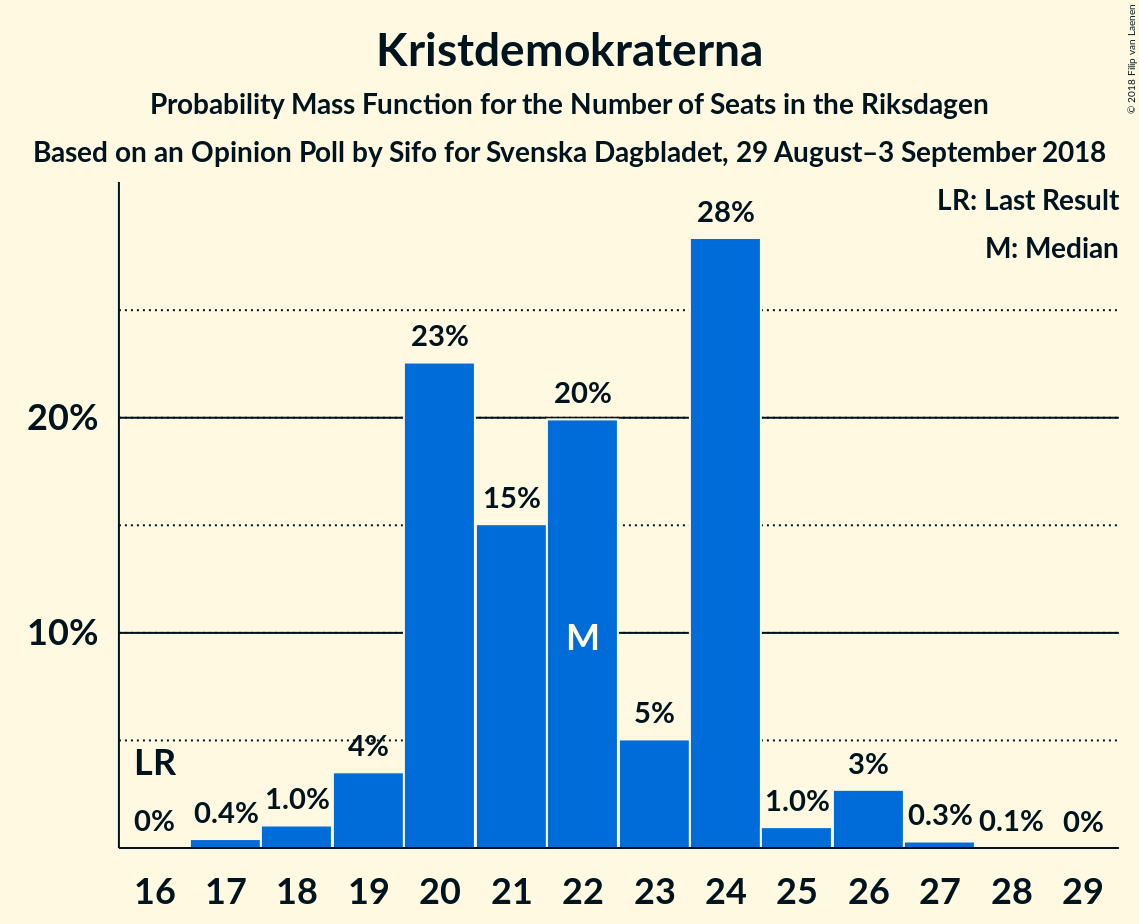 Kristdemokraterna
Probability Mass Function for the Number of Seats in the Riksdagen
Based on an Opinion Poll by Sifo for Svenska Dagbladet, 29 August–3 September 2018
© 2018 Filip van Laenen
LR: Last Result
M: Median
20%
10%
LR
0%
0.4%
1.0%
4%
23%
15%
20%
M
5%
28%
1.0%
3%
0.3%
0.1%
0%
16 17 18 19 20 21 22 23 24 25 26 27 28 29